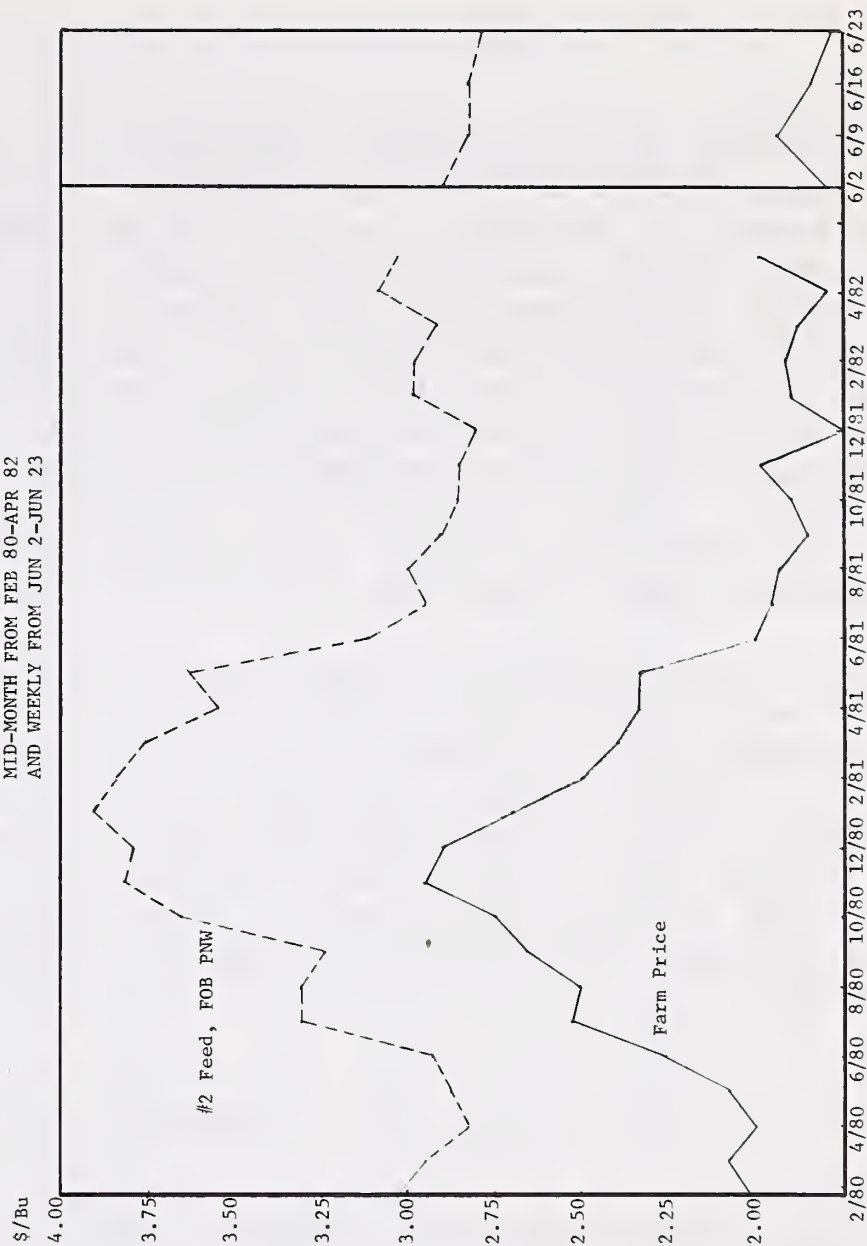 MID-MONTH FROM FEB 80-APR 82
AND WEEKLY FROM JUN 2-JUN 23
$/Bu
4.00
3.75
3.50
3.25
3.00
2.75
2.50
2.25
2.00
#2 Feed, FOB PNW
Farm Price
2/80 4/80 6/80 8/80 10/80 12/80 2/81 4/81 6/81 8/81 10/81 12/81 2/82 4/82 6/2 6/9 6/16 6/23